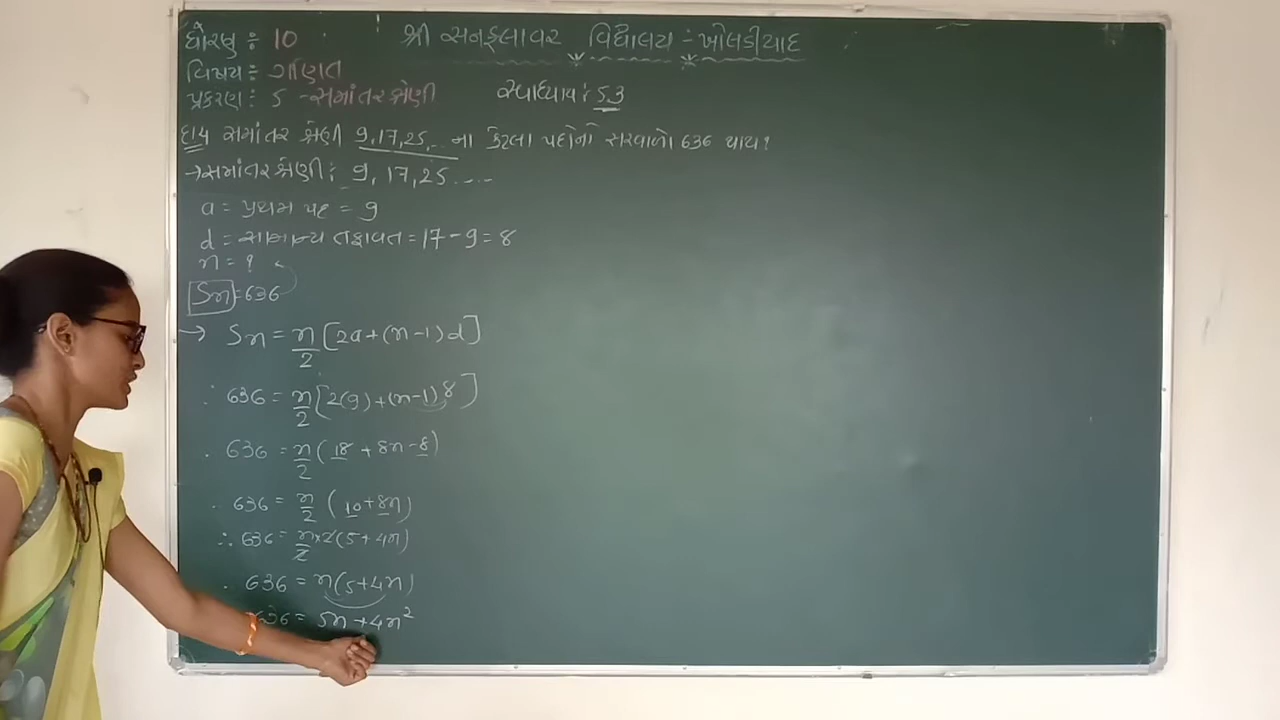 ધોરણ : 10
શ્રી સનફલાવર વિદ્યાલય - ખોલડીયાદ
વિષય : ગણિત
પ્રકરણ : 5 - સમાંતર શ્રેણી
સ્વાધ્યાય : 5.3
દા.4 સમાંતર શ્રેણી 9, 17, 25, ... ના કેટલા પદોનો સરવાળો 636 થાય?
→ સમાંતર શ્રેણી : 9, 17, 25 ....
a = પ્રથમ પદ = 9
d = સામાન્ય તફાવત = 17 - 9 = 8
n = ?
Sn = 636
→ Sn = n/2 [2a + (n - 1) d]
∴ 636 = n/2 [2(9) + (n - 1) 8]
∴ 636 = n/2 (18 + 8n - 8)
∴ 636 = n/2 (10 + 8n)
∴ 636 = n×2/2 (5 + 4n)
∴ 636 = n(5 + 4n)
636 = 5n + 4n²